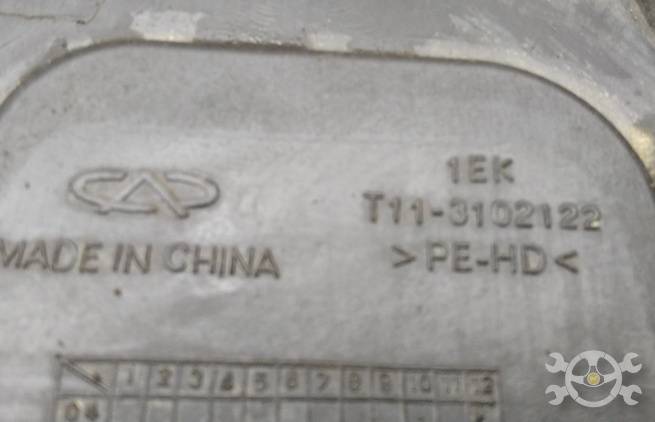 1EK
T11-3102122
MADE IN CHINA
>PE-HD<
1 2 3 4 5 6 7 8 9 10 11 12
04